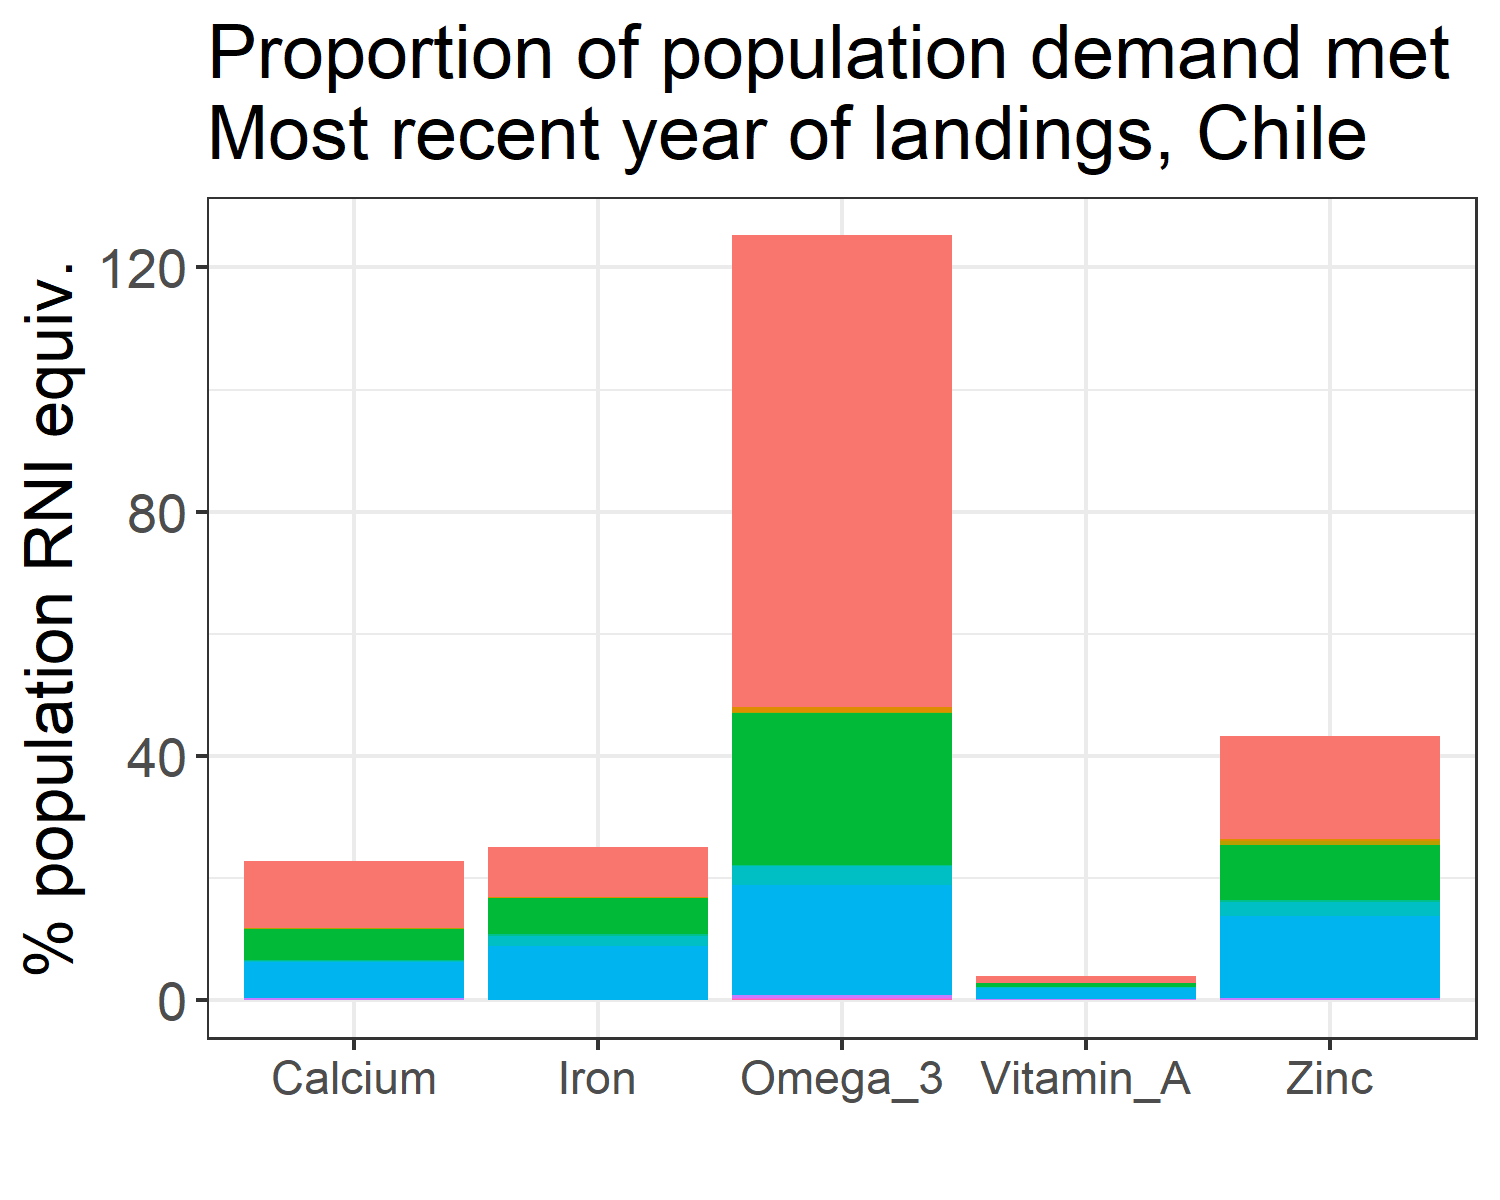 Proportion of population demand met
Most recent year of landings, Chile
% population RNI equiv.
120
80
40
0
Calcium
Iron
Omega_3
Vitamin_A
Zinc